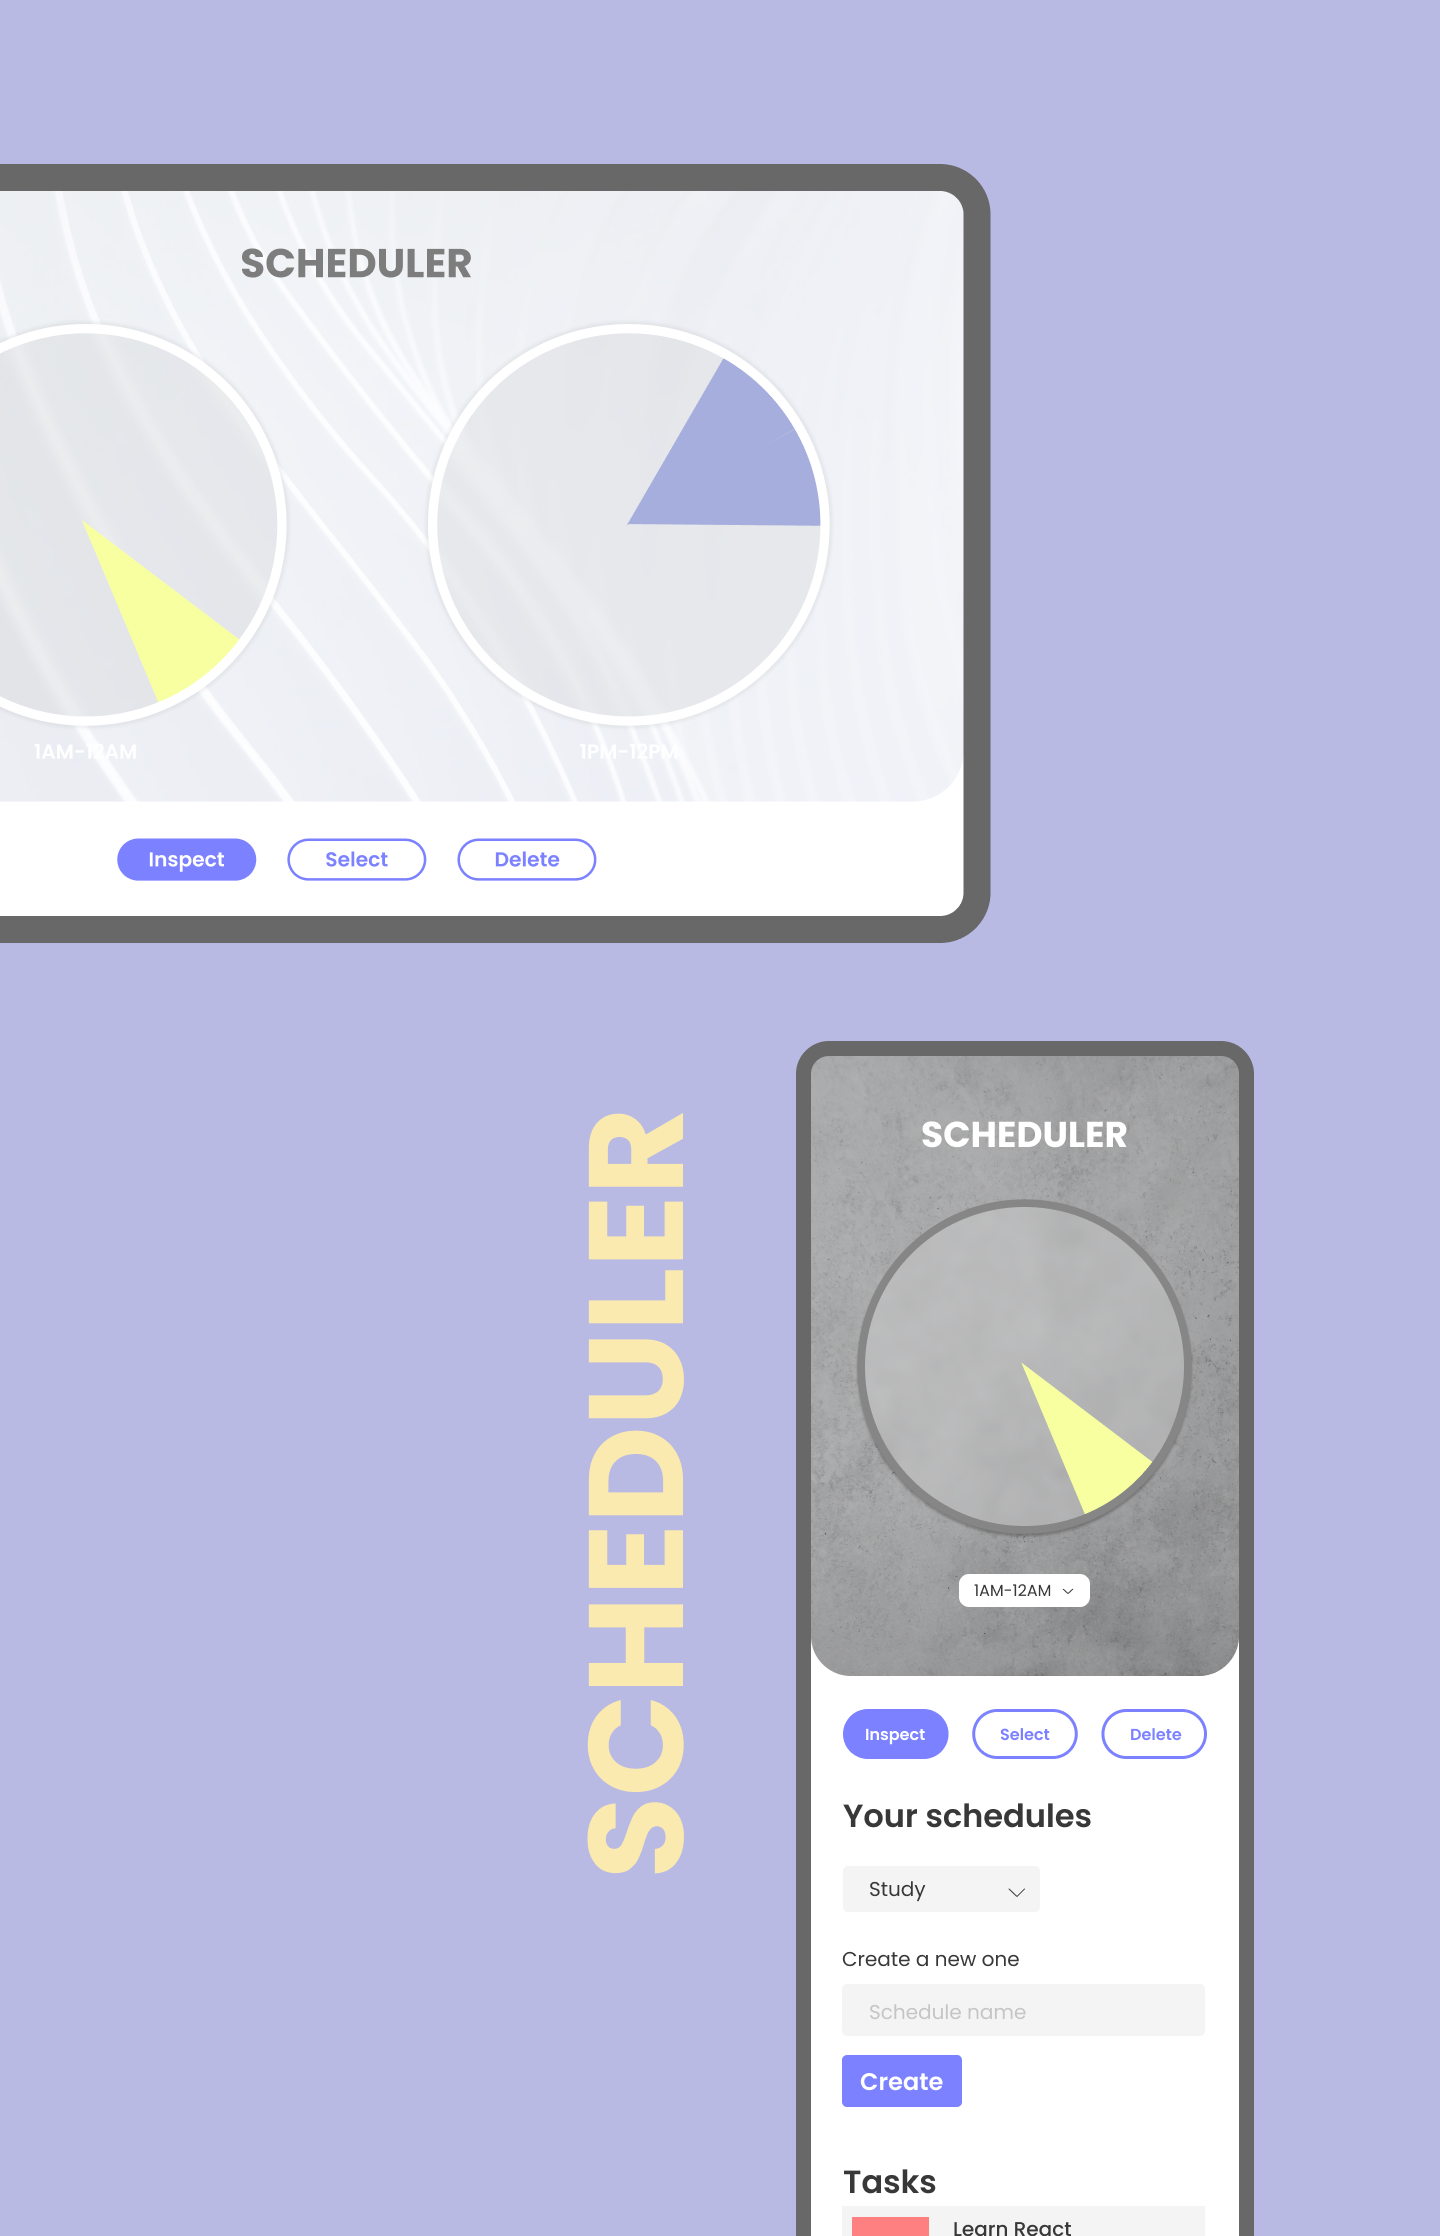 SCHEDULER
1AM-12AM
1PM-12PM
Inspect
Select
Delete
SCHEDULER
SCHEDULER
1AM-12AM
Inspect
Select
Delete
Your schedules
Study
Create a new one
Schedule name
Create
Tasks
Learn React